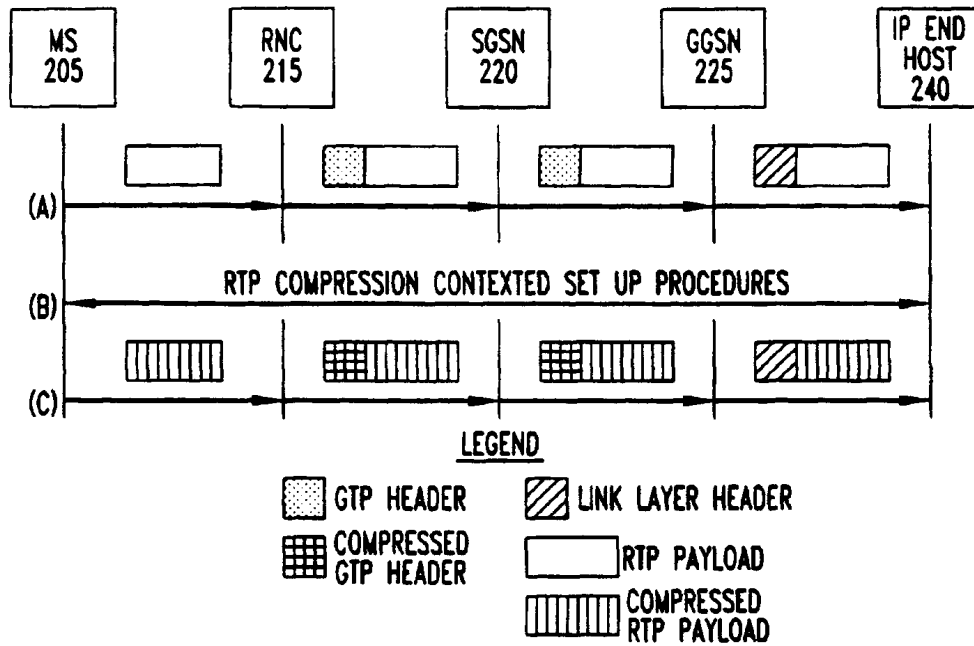 MS
205
RNC
215
SGSN
220
GGSN
225
IP END
HOST
240
(A)
RTP COMPRESSION CONTEXTED SET UP PROCEDURES
(B)
(C)
LEGEND
GTP HEADER
LINK LAYER HEADER
COMPRESSED
GTP HEADER
RTP PAYLOAD
COMPRESSED
RTP PAYLOAD